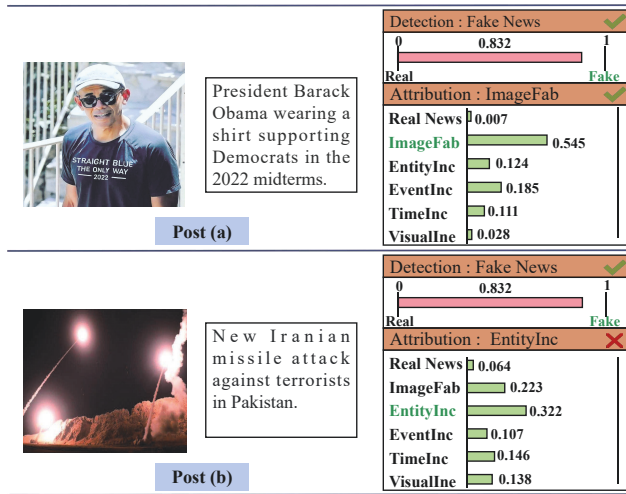 Detection : Fake News
0
0.832
1
Real
Fake
Attribution : ImageFab
Real News 0.007
ImageFab 0.545
EntityInc 0.124
EventInc 0.185
TimeInc 0.111
VisualIne 0.028
STRAIGHT BLUE
THE ONLY WAY
2022
President Barack
Obama wearing a
shirt supporting
Democrats in the
2022 midterms.
Post (a)
Detection : Fake News
0
0.832
1
Real
Fake
Attribution : EntityInc
Real News 0.064
ImageFab 0.223
EntityInc 0.322
EventInc 0.107
TimeInc 0.146
VisualIne 0.138
New Iranian
missile attack
against terrorists
in Pakistan.
Post (b)